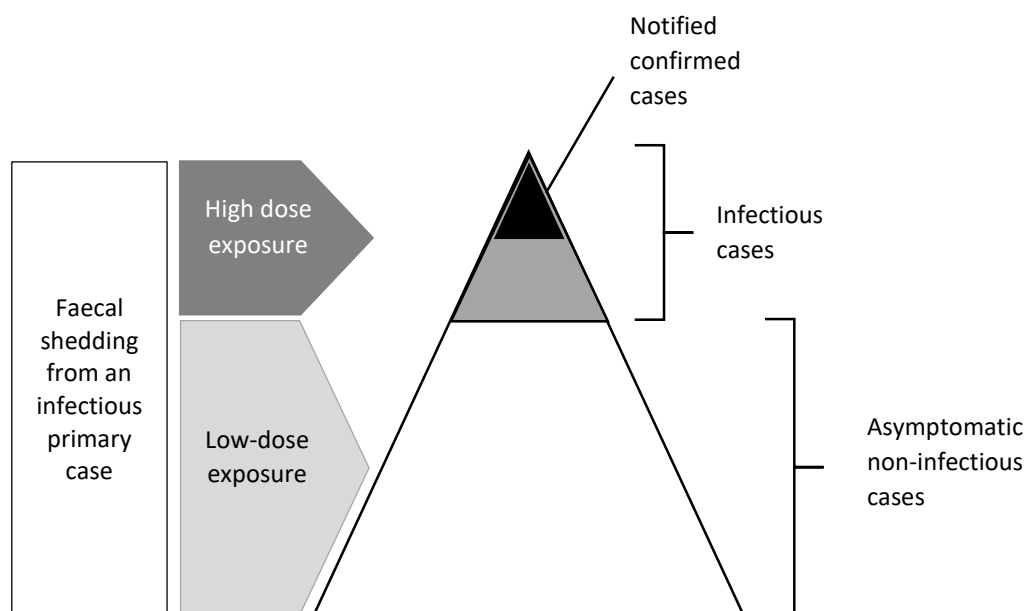 Notified
confirmed
cases
High dose
exposure
Infectious
cases
Faecal
shedding
from an
infectious
primary
case
Low-dose
exposure
Asymptomatic
non-infectious
cases